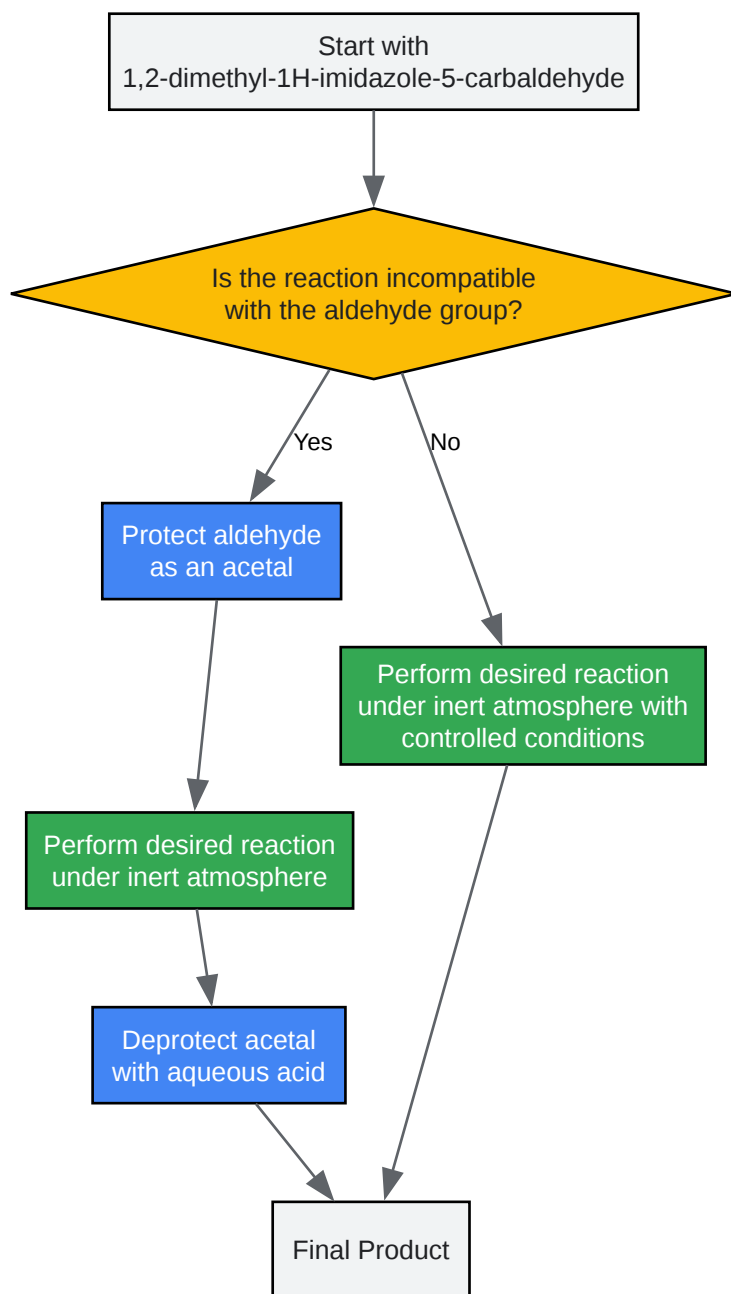 Start with
1,2-dimethyl-1H-imidazole-5-carbaldehyde
Is the reaction incompatible
with the aldehyde group?
Yes
No
Protect aldehyde
as an acetal
Perform desired reaction
under inert atmosphere with
controlled conditions
Perform desired reaction
under inert atmosphere
Deprotect acetal
with aqueous acid
Final Product